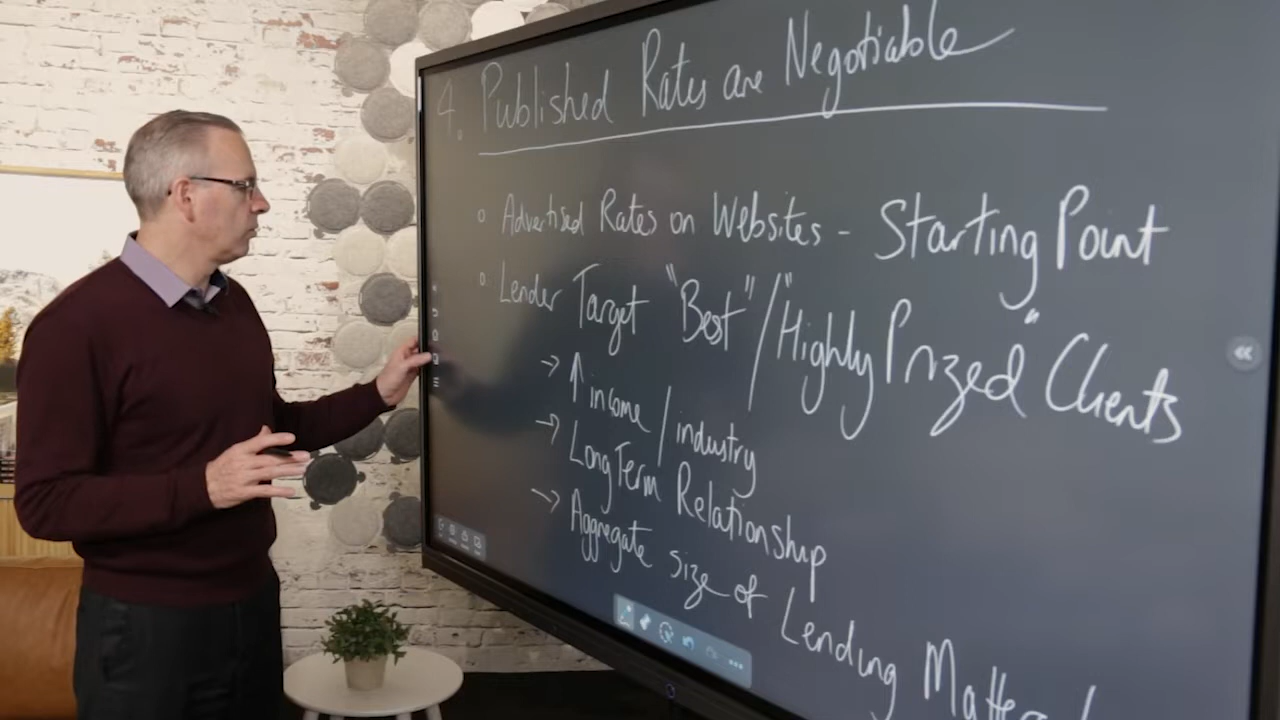 4. Published Rates are Negotiable
Advertised Rates on Websites - Starting Point
Lender Target "Best"/"Highly Prized" Clients
→ ↑ income/industry
→ Long Term Relationship
→ Aggregate size of Lending Matters!